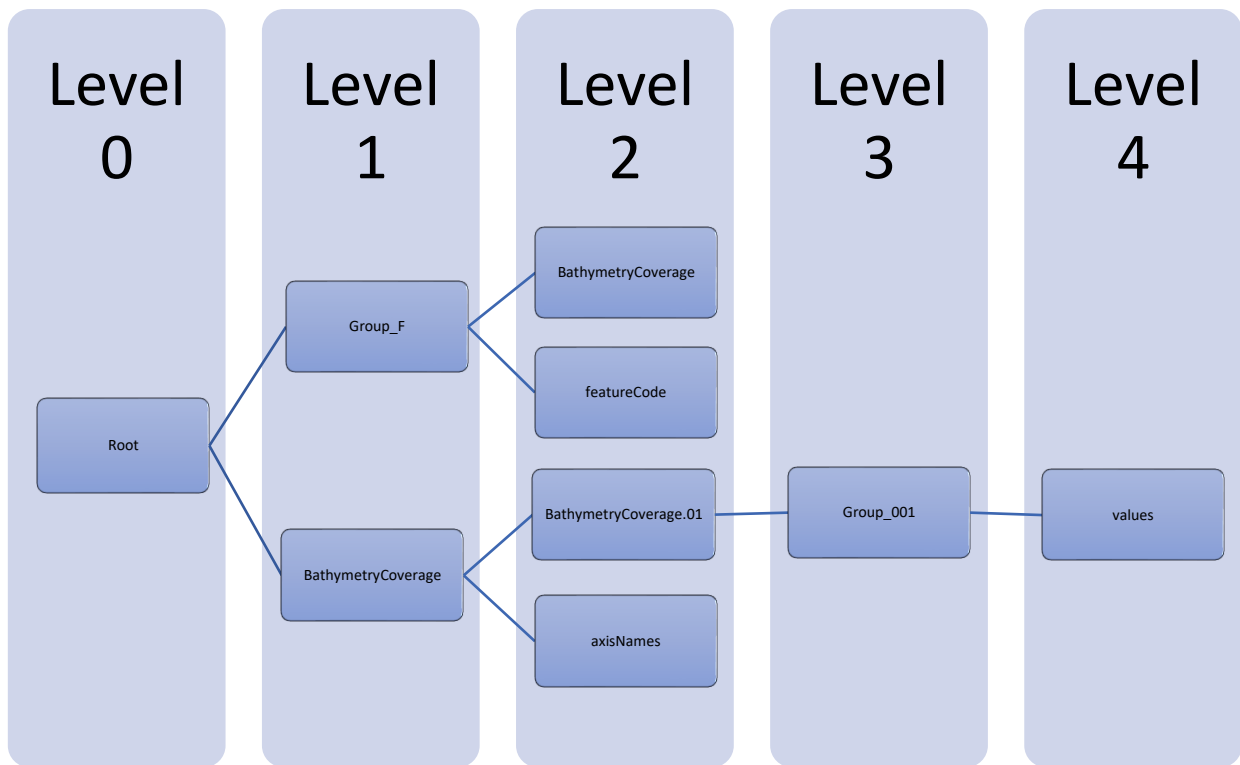 Level
0
Level
1
Level
2
Level
3
Level
4
Root
Group_F
BathymetryCoverage
BathymetryCoverage
featureCode
BathymetryCoverage.01
axisNames
Group_001
values